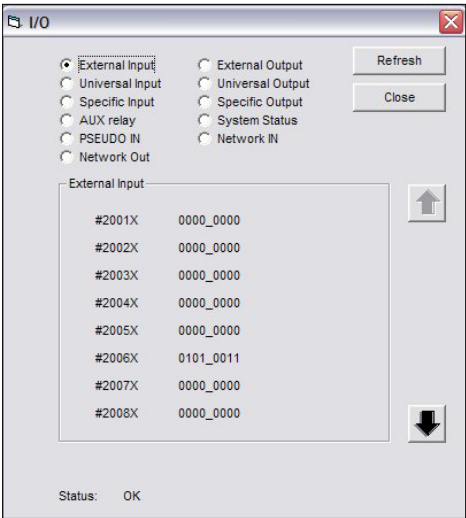 I/O
External Input External Output Refresh
Universal Input Universal Output
Specific Input Specific Output Close
AUX relay System Status
PSEUDO IN Network IN
Network Out
External Input
#2001X 0000_0000
#2002X 0000_0000
#2003X 0000_0000
#2004X 0000_0000
#2005X 0000_0000
#2006X 0101_0011
#2007X 0000_0000
#2008X 0000_0000
Status: OK